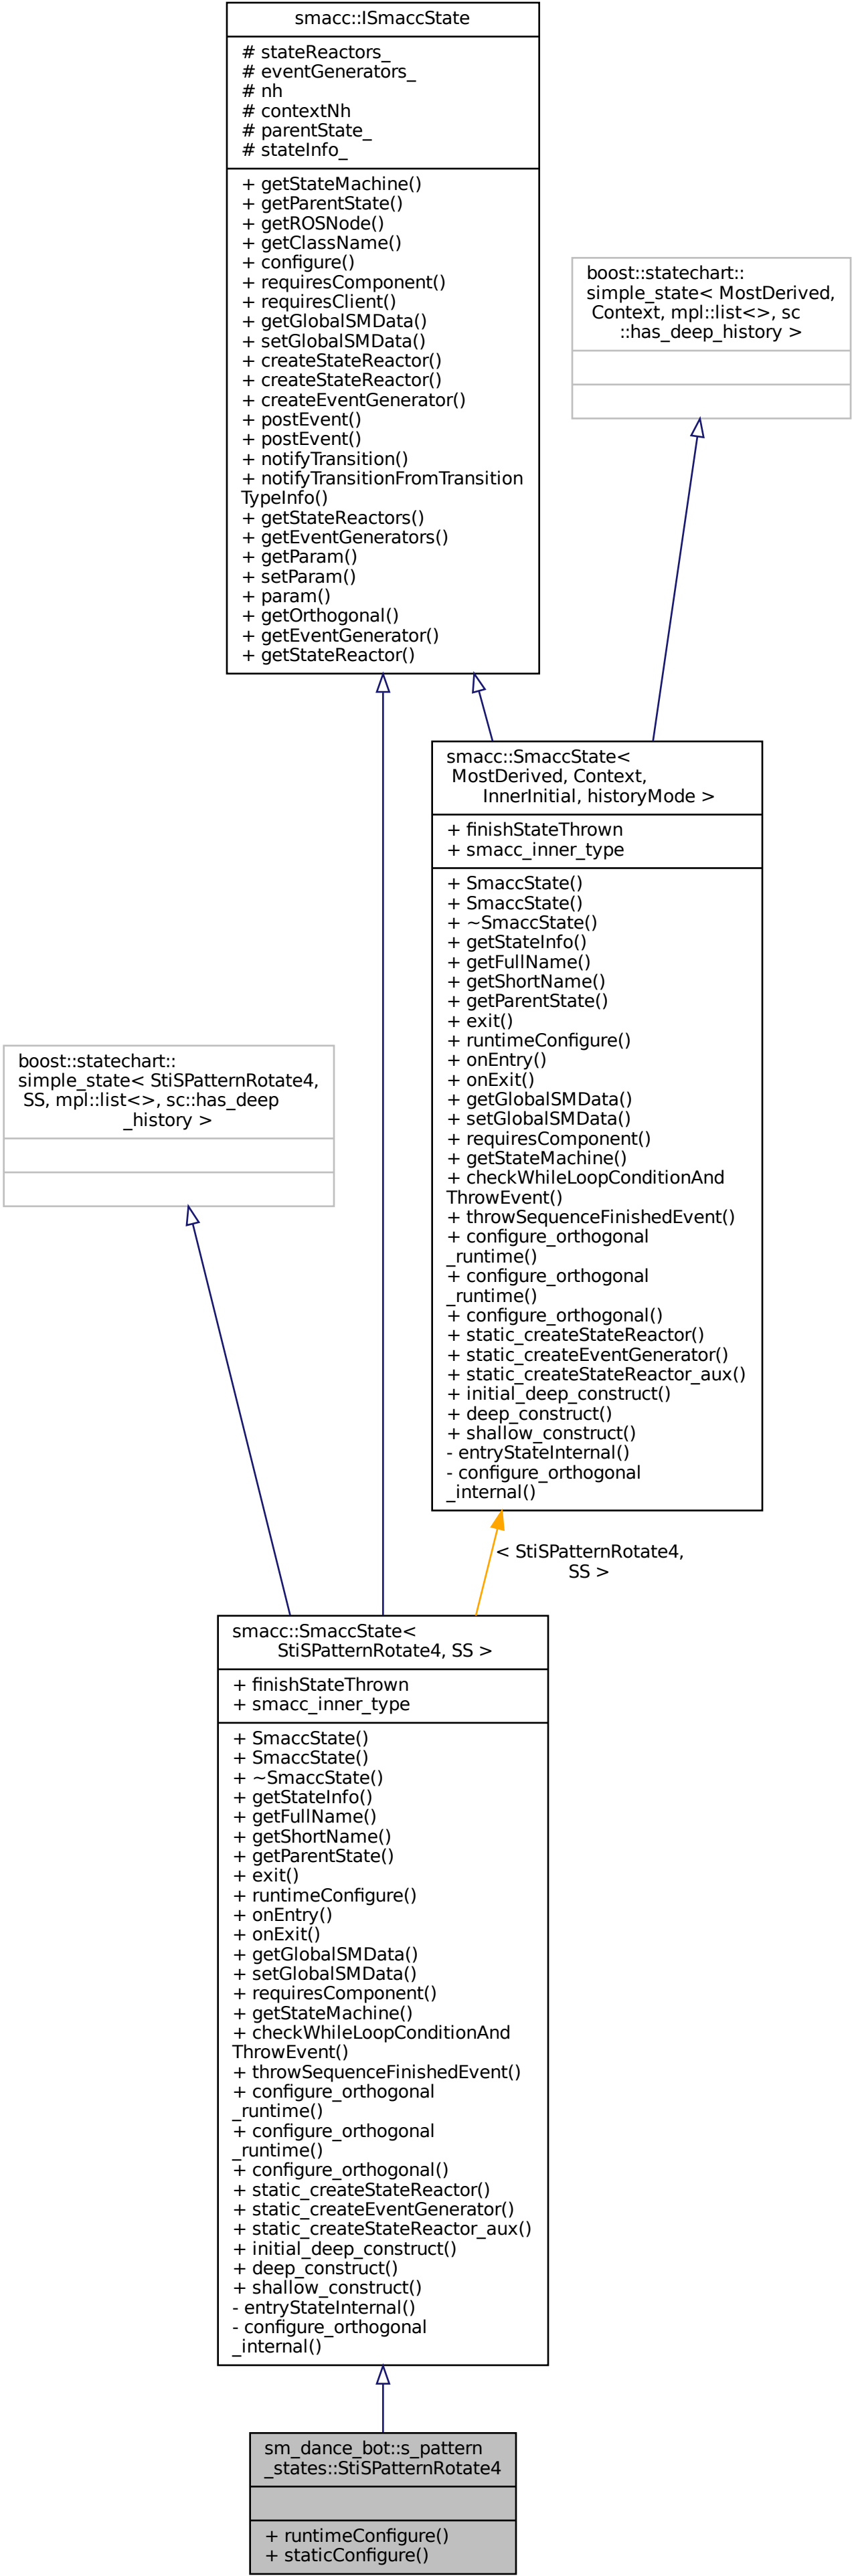 smacc::ISmaccState
# stateReactors_
# eventGenerators_
# nh
# contextNh
# parentState_
# stateInfo_
+ getStateMachine()
+ getParentState()
+ getROSNode()
+ getClassName()
+ configure()
+ requiresComponent()
+ requiresClient()
+ getGlobalSMData()
+ setGlobalSMData()
+ createStateReactor()
+ createStateReactor()
+ createEventGenerator()
+ postEvent()
+ postEvent()
+ notifyTransition()
+ notifyTransitionFromTransition
TypeInfo()
+ getStateReactors()
+ getEventGenerators()
+ getParam()
+ setParam()
+ param()
+ getOrthogonal()
+ getEventGenerator()
+ getStateReactor()
boost::statechart::
simple_state< MostDerived,
Context, mpl::list<>, sc
::has_deep_history >
smacc::SmaccState<
MostDerived, Context,
InnerInitial, historyMode >
+ finishStateThrown
+ smacc_inner_type
+ SmaccState()
+ SmaccState()
+ ~SmaccState()
+ getStateInfo()
+ getFullName()
+ getShortName()
+ getParentState()
+ exit()
+ runtimeConfigure()
+ onEntry()
+ onExit()
+ getGlobalSMData()
+ setGlobalSMData()
+ requiresComponent()
+ getStateMachine()
+ checkWhileLoopConditionAnd
ThrowEvent()
+ throwSequenceFinishedEvent()
+ configure_orthogonal
_runtime()
+ configure_orthogonal
_runtime()
+ configure_orthogonal()
+ static_createStateReactor()
+ static_createEventGenerator()
+ static_createStateReactor_aux()
+ initial_deep_construct()
+ deep_construct()
+ shallow_construct()
- entryStateInternal()
- configure_orthogonal
_internal()
boost::statechart::
simple_state< StiSPatternRotate4,
SS, mpl::list<>, sc::has_deep
_history >
< StiSPatternRotate4,
SS >
smacc::SmaccState<
StiSPatternRotate4, SS >
+ finishStateThrown
+ smacc_inner_type
+ SmaccState()
+ SmaccState()
+ ~SmaccState()
+ getStateInfo()
+ getFullName()
+ getShortName()
+ getParentState()
+ exit()
+ runtimeConfigure()
+ onEntry()
+ onExit()
+ getGlobalSMData()
+ setGlobalSMData()
+ requiresComponent()
+ getStateMachine()
+ checkWhileLoopConditionAnd
ThrowEvent()
+ throwSequenceFinishedEvent()
+ configure_orthogonal
_runtime()
+ configure_orthogonal
_runtime()
+ configure_orthogonal()
+ static_createStateReactor()
+ static_createEventGenerator()
+ static_createStateReactor_aux()
+ initial_deep_construct()
+ deep_construct()
+ shallow_construct()
- entryStateInternal()
- configure_orthogonal
_internal()
sm_dance_bot::s_pattern
_states::StiSPatternRotate4
+ runtimeConfigure()
+ staticConfigure()